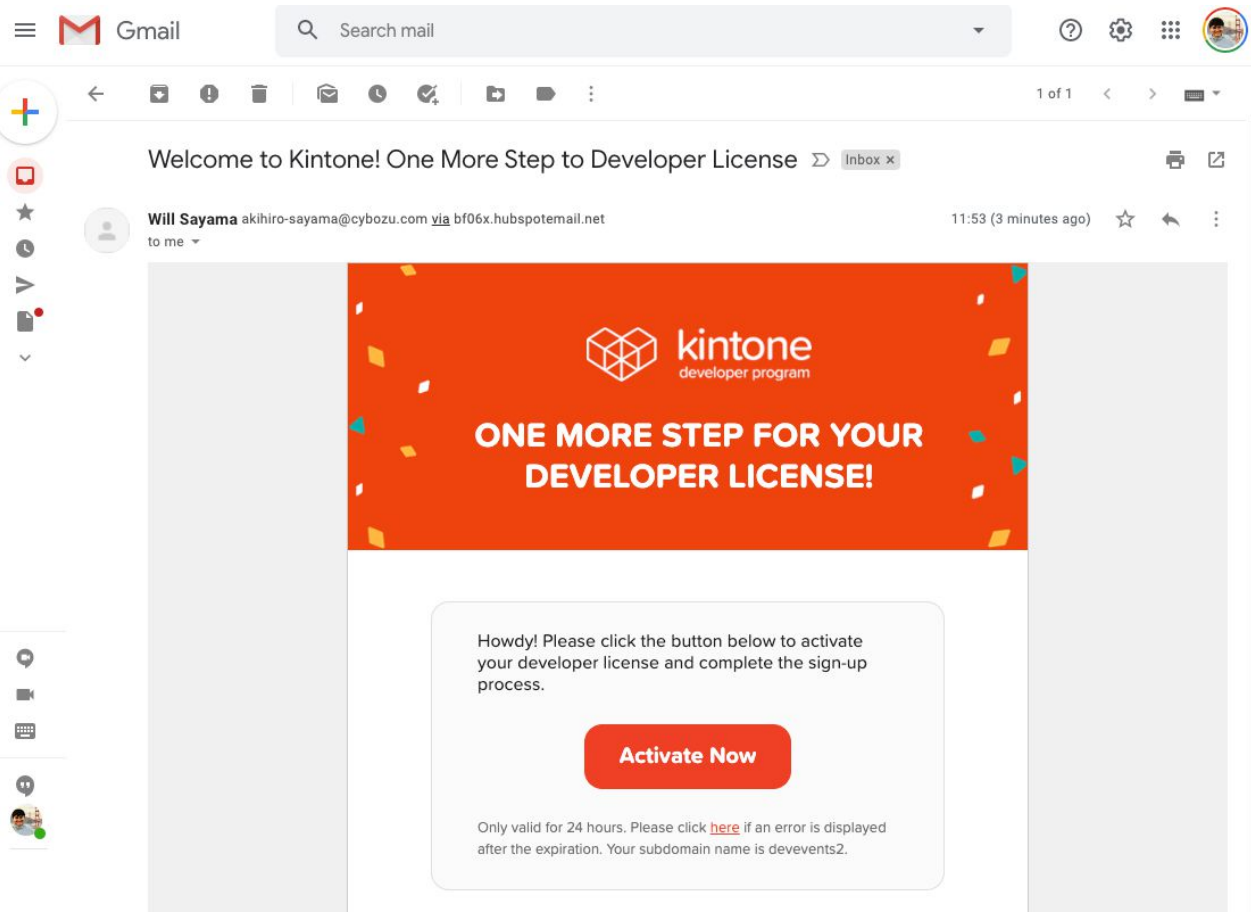 Gmail
Search mail
1 of 1
Welcome to Kintone! One More Step to Developer License Inbox ×
Will Sayama akihiro-sayama@cybozu.com via bf06x.hubspotemail.net 11:53 (3 minutes ago)
to me
kintone
developer program
ONE MORE STEP FOR YOUR
DEVELOPER LICENSE!
Howdy! Please click the button below to activate
your developer license and complete the sign-up
process.
Activate Now
Only valid for 24 hours. Please click here if an error is displayed
after the expiration. Your subdomain name is devevents2.